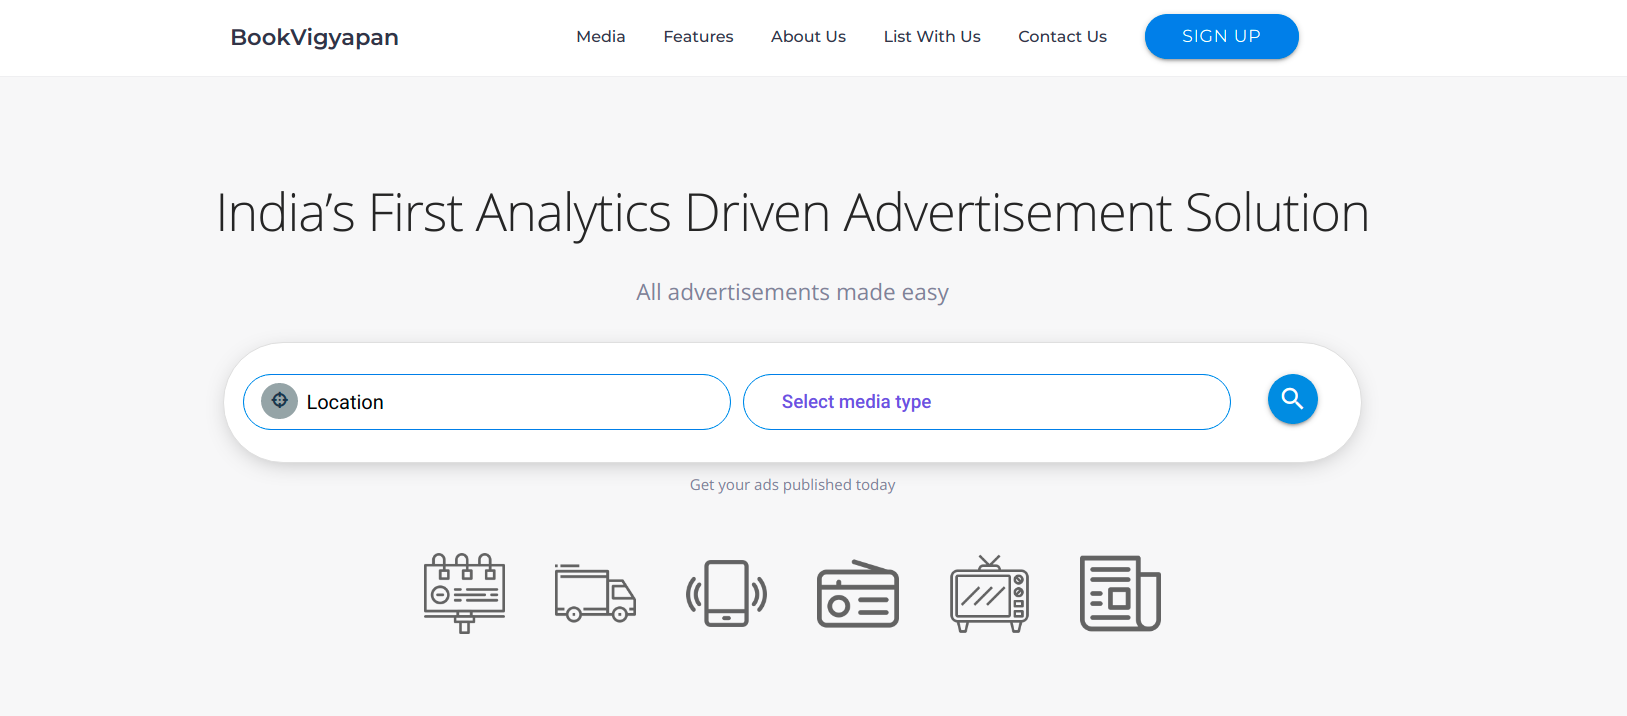 BookVigyapan Media Features About Us List With Us Contact Us SIGN UP
India’s First Analytics Driven Advertisement Solution
All advertisements made easy
Location Select media type
Get your ads published today